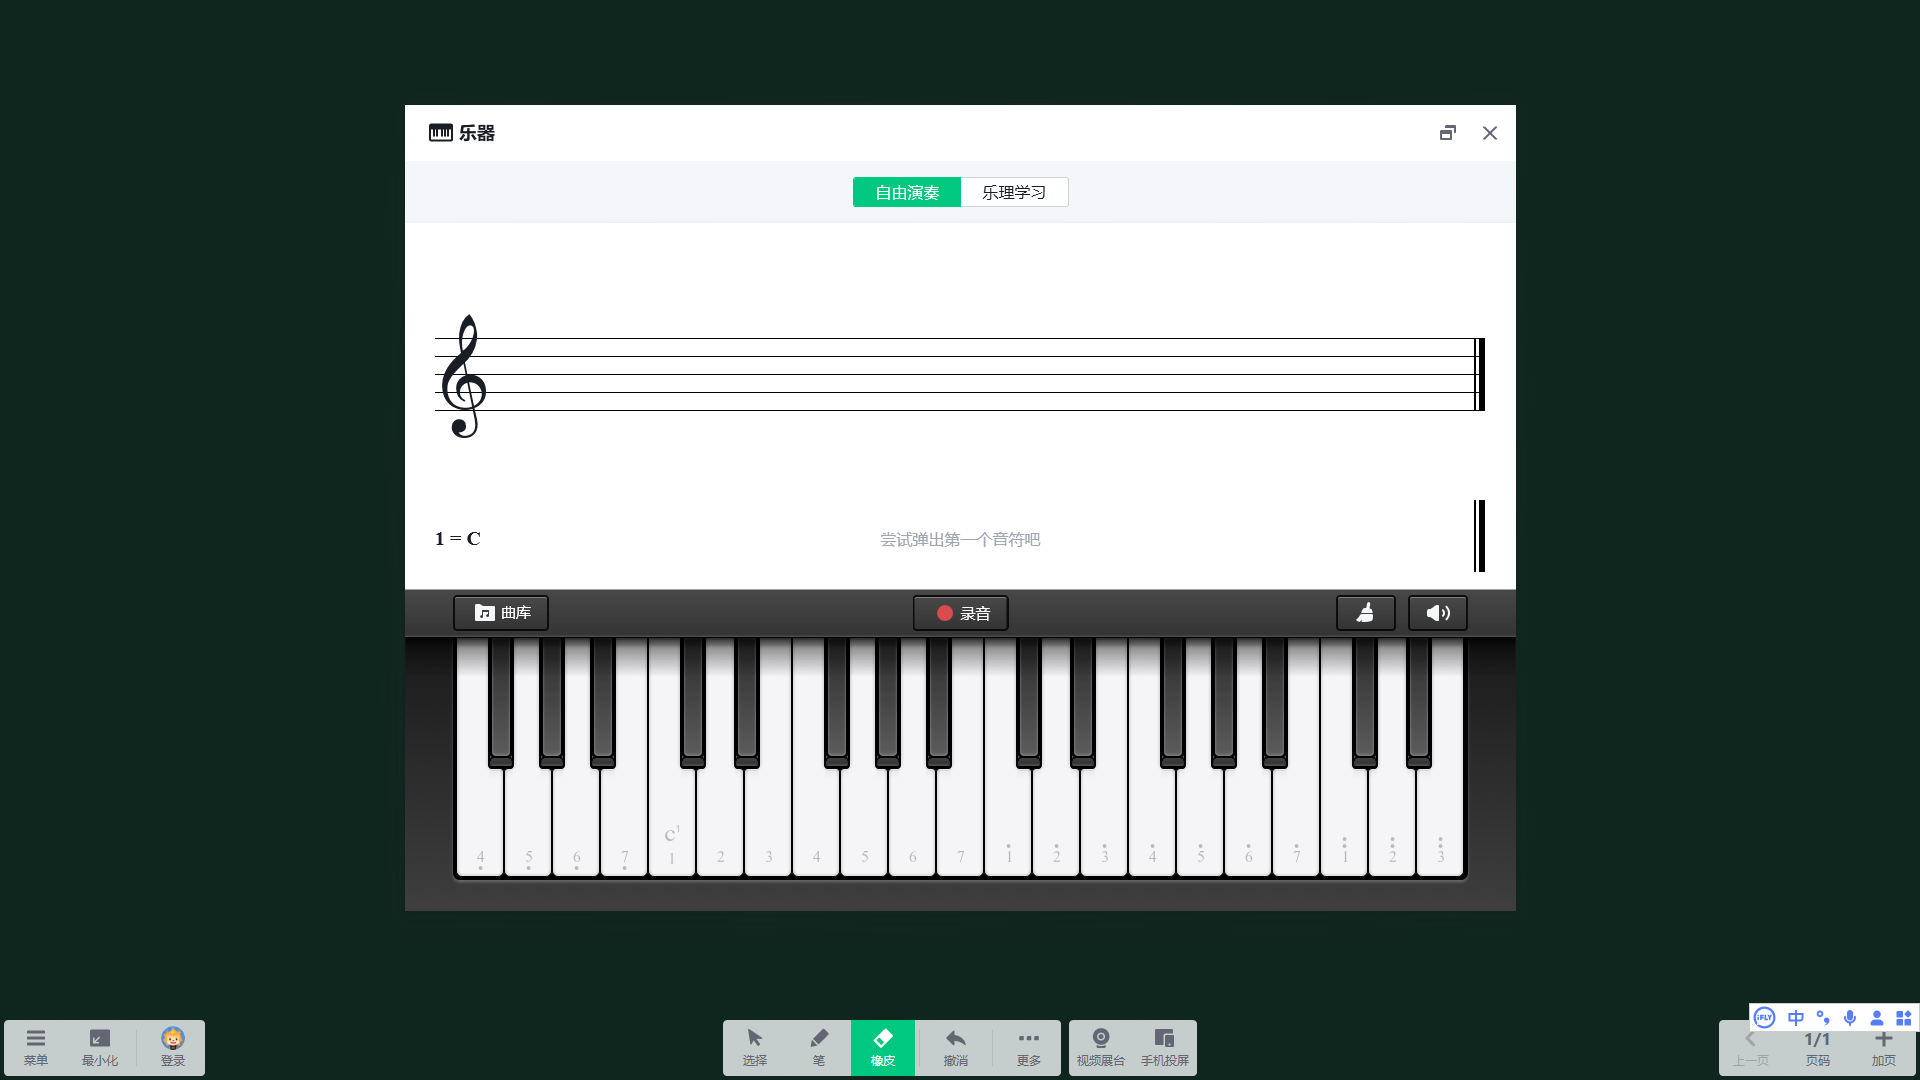 乐器
自由演奏 乐理学习
1 = C
尝试弹出第一个音符吧
曲库 录音
C1
4 5 6 7 1 2 3 4 5 6 7 1 2 3 4 5 6 7 1 2 3
iFLY 中
菜单 最小化 登录 选择 笔 橡皮 撤消 更多 视频展台 手机投屏 上一页 1/1 页码 加页